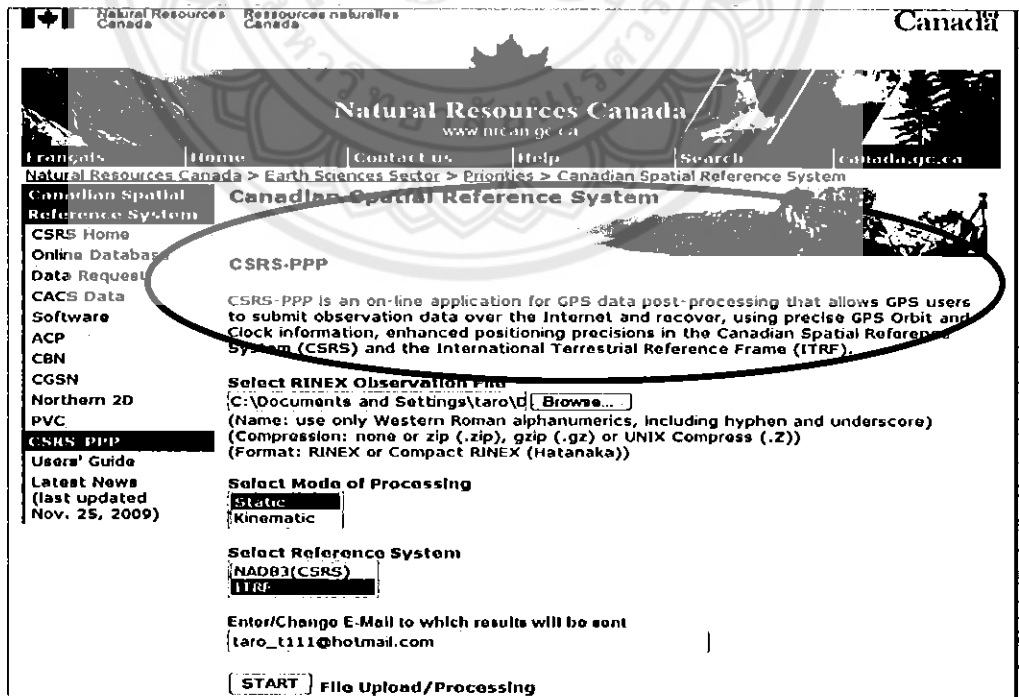 Natural Resources Canada
Ressources naturelles Canada
Canada
Natural Resources Canada
www.nrcan.gc.ca
Français Home Contact us Help Search canada.gc.ca
Natural Resources Canada > Earth Sciences Sector > Priorities > Canadian Spatial Reference System
Canadian Spatial Reference System
CSRS Home
Online Database
Data Request
CACS Data
Software
ACP
CBN
CGSN
Northern 2D
PVC
CSRS-PPP
Users' Guide
Latest News
(last updated
Nov. 25, 2009)
Canadian Spatial Reference System
CSRS-PPP
CSRS-PPP is an on-line application for GPS data post-processing that allows GPS users
to submit observation data over the Internet and recover, using precise GPS Orbit and
Clock information, enhanced positioning precisions in the Canadian Spatial Reference
System (CSRS) and the International Terrestrial Reference Frame (ITRF).
Select RINEX Observation File
C:\Documents and Settings\taro\D Browse...
(Name: use only Western Roman alphanumerics, including hyphen and underscore)
(Compression: none or zip (.zip), gzip (.gz) or UNIX Compress (.Z))
(Format: RINEX or Compact RINEX (Hatanaka))
Select Mode of Processing
Static
Kinematic
Select Reference System
NAD83(CSRS)
ITRF
Enter/Change E-Mail to which results will be sent
taro_t111@hotmail.com
START File Upload/Processing